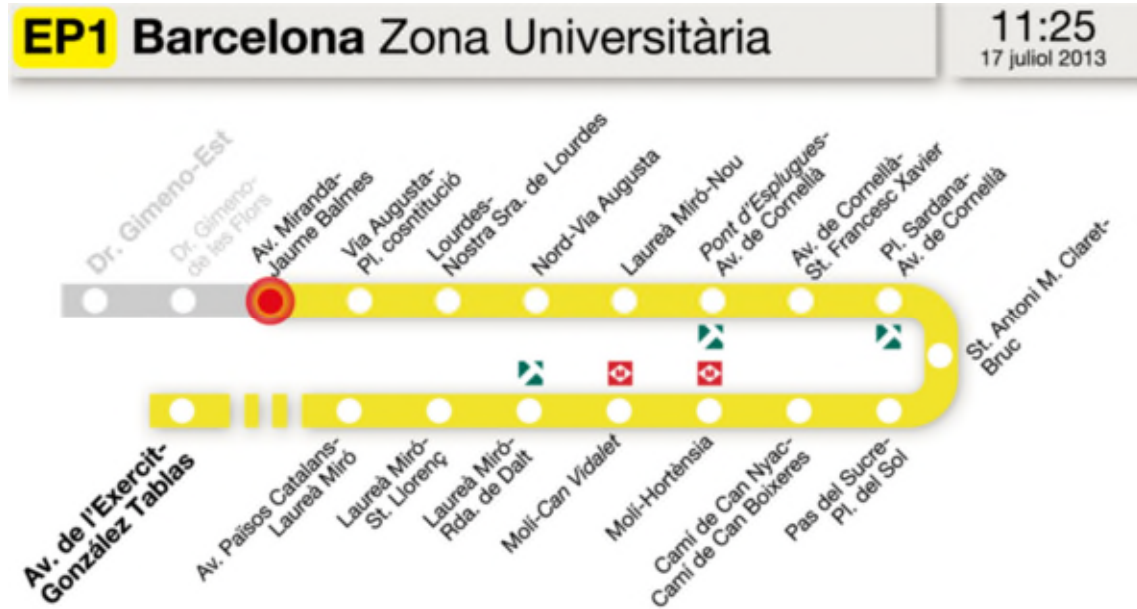 EP1 Barcelona Zona Universitària
11:25
17 juliol 2013
Dr. Gimeno-Est
Dr. Gimeno-
de les Flors
Av. Miranda-
Jaume Balmes
Via Augusta-
Pl. cosntitució
Lourdes-
Nostra Sra. de Lourdes
Nord-Via Augusta
Laureà Miró-Nou
Pont d'Esplugues-
Av. de Cornellà
Av. de Cornellà-
St. Francesc Xavier
Pl. Sardana-
Av. de Cornellà
St. Antoni M. Claret-
Bruc
M
M
Av. de l'Exercit-
González Tablas
Av. Països Catalans-
Laureà Miró
Laureà Miró-
St. Llorenç
Laureà Miró-
Rda. de Dalt
Molí-Can Vidalet
Molí-Hortènsia
Camí de Can Nyac-
Camí de Can Boixeres
Pas del Sucre-
Pl. del Sol